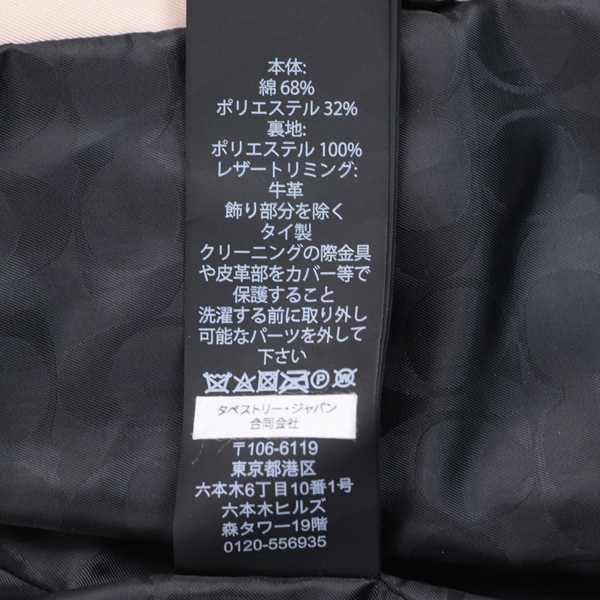 本体:
綿 68%
ポリエステル 32%
裏地:
ポリエステル 100%
レザートリミング:
牛革
飾り部分を除く
タイ製
クリーニングの際金具
や皮革部をカバー等で
保護すること
洗濯する前に取り外し
可能なパーツを外して
下さい
P W
タペストリー・ジャパン
合同会社
〒106-6119
東京都港区
六本木6丁目10番1号
六本木ヒルズ
森タワー19階
0120-556935